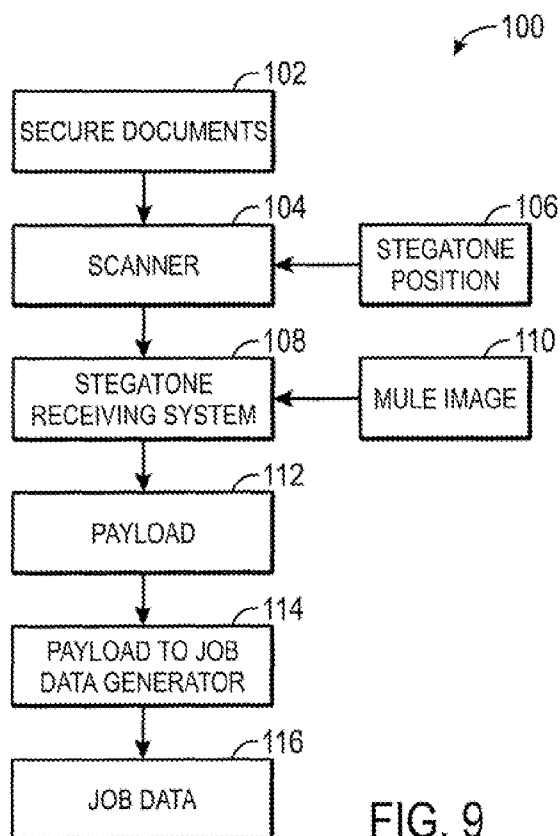 100
102
SECURE DOCUMENTS
104
SCANNER
106
STEGATONE
POSITION
108
STEGATONE
RECEIVING SYSTEM
110
MULE IMAGE
112
PAYLOAD
114
PAYLOAD TO JOB
DATA GENERATOR
116
JOB DATA
FIG. 9